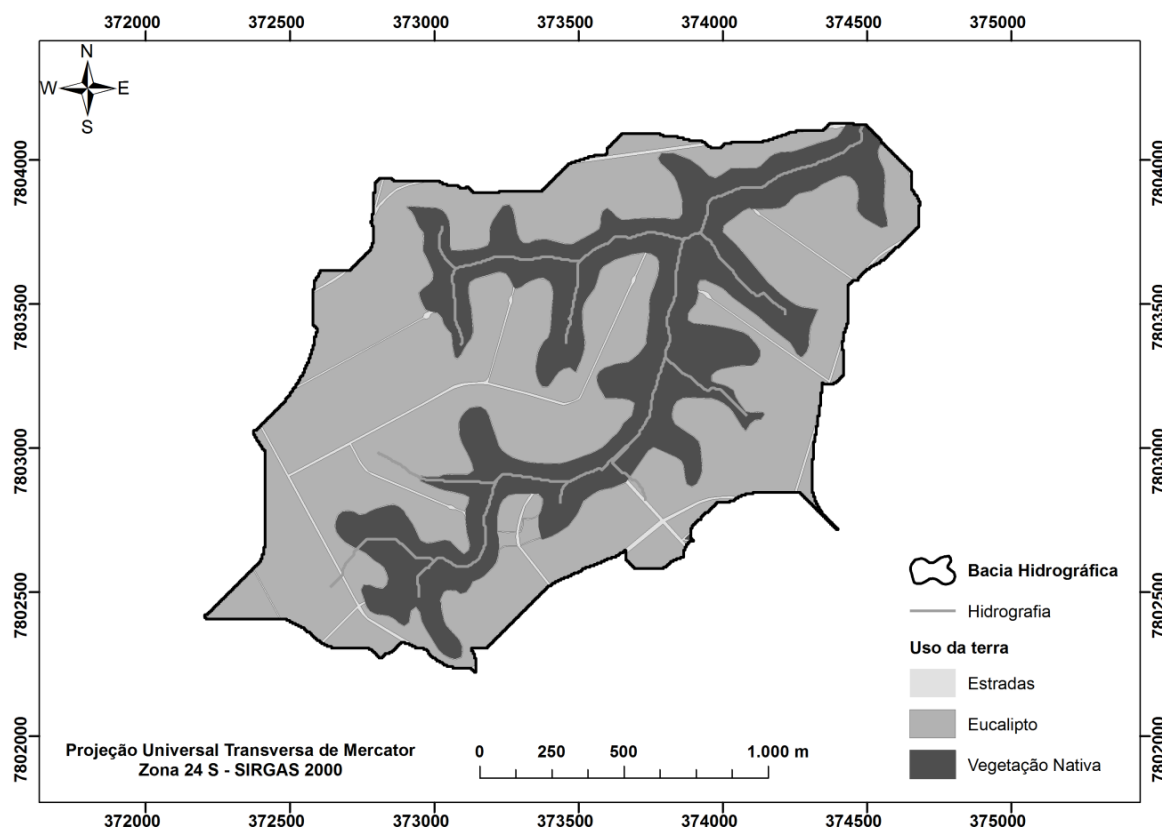 372000 372500 373000 373500 374000 374500 375000
N
W E
S
7804000 7804000
7803500 7803500
7803000 7803000
7802500 7802500
7802000 7802000
Bacia Hidrográfica
Hidrografia
Uso da terra
Estradas
Eucalipto
Vegetação Nativa
Projeção Universal Transversa de Mercator
Zona 24 S - SIRGAS 2000
0 250 500 1.000 m
372000 372500 373000 373500 374000 374500 375000